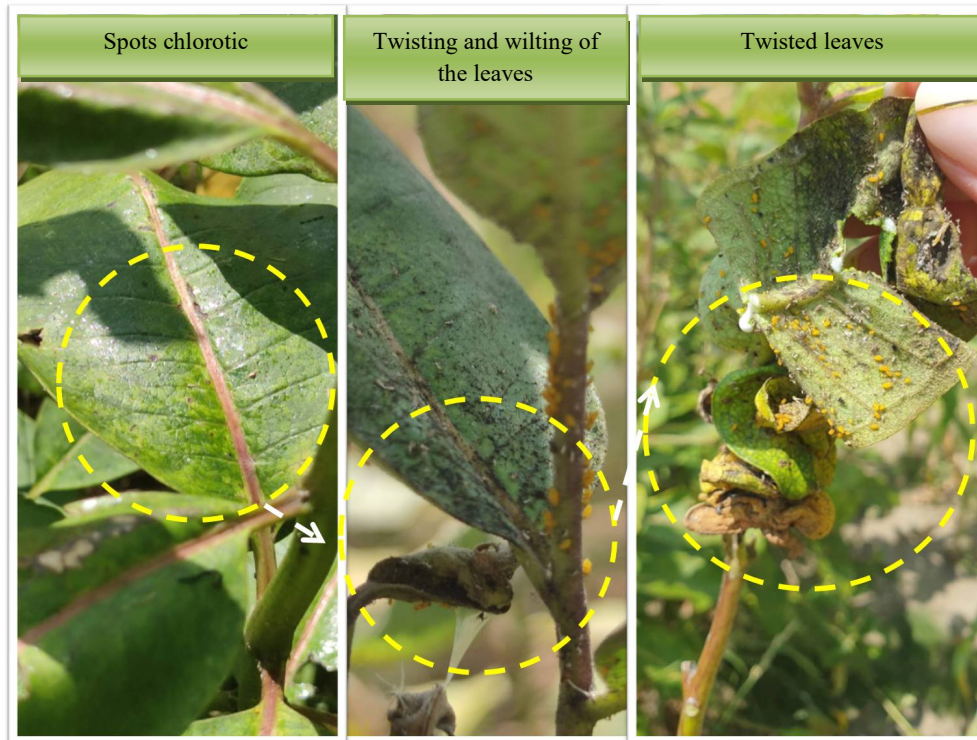 Spots chlorotic
Twisting and wilting of
the leaves
Twisted leaves